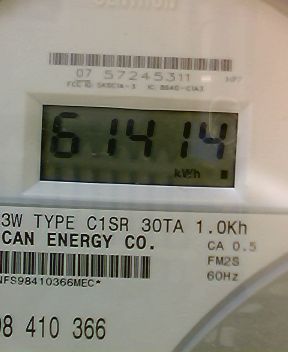 07 57245311
61414
kWh
3W TYPE C1SR 30TA 1.0Kh
CAN ENERGY CO.
CA 0.5
FM2S
60Hz
NFS98410366MEC*
98 410 366